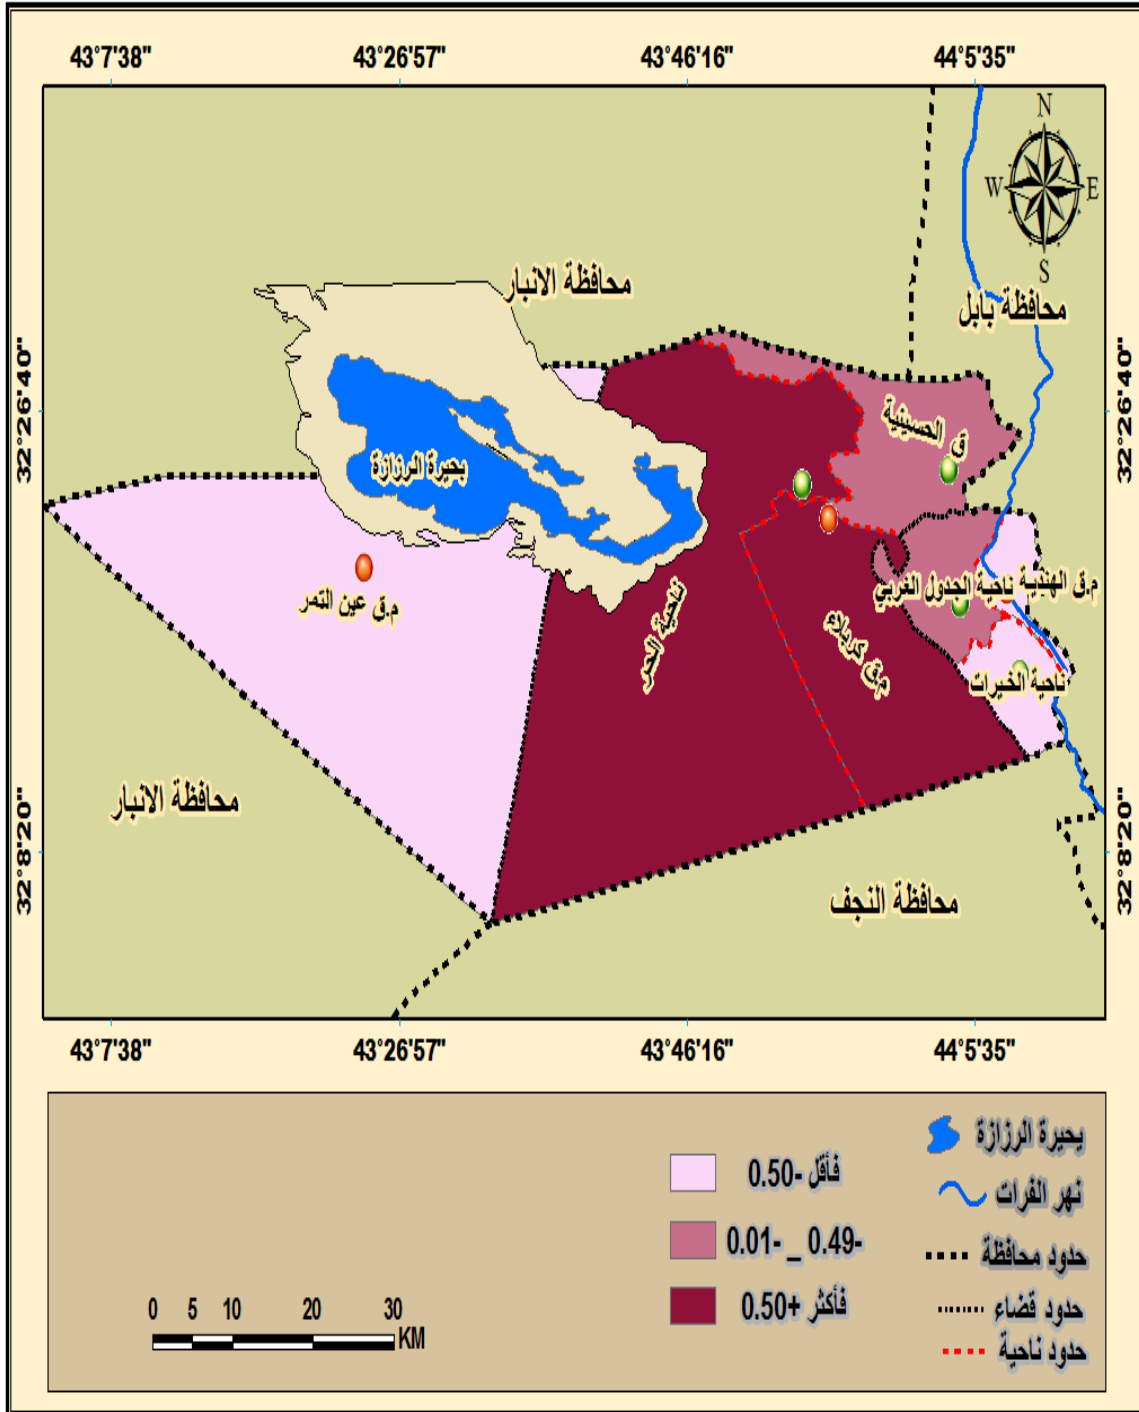 43°7'38" 43°26'57" 43°46'16" 44°5'35"
N
W E
S
محافظة الانبار
محافظة بابل
32°26'40" 32°26'40"
ق الحسينية
بحيرة الرزازة
م.ق عين التمر
ناحية الحر
م.ق كربلاء
ناحية الجدول الغربي
م.ق الهندية
ناحية الخيرات
محافظة الانبار
32°8'20" 32°8'20"
محافظة النجف
43°7'38" 43°26'57" 43°46'16" 44°5'35"
يحيرة الرزازة
نهر الفرات
حدود محافظة
حدود قضاء
حدود ناحية
فأقل -0.50
0.01- _ 0.49-
فأكثر +0.50
0 5 10 20 30
KM